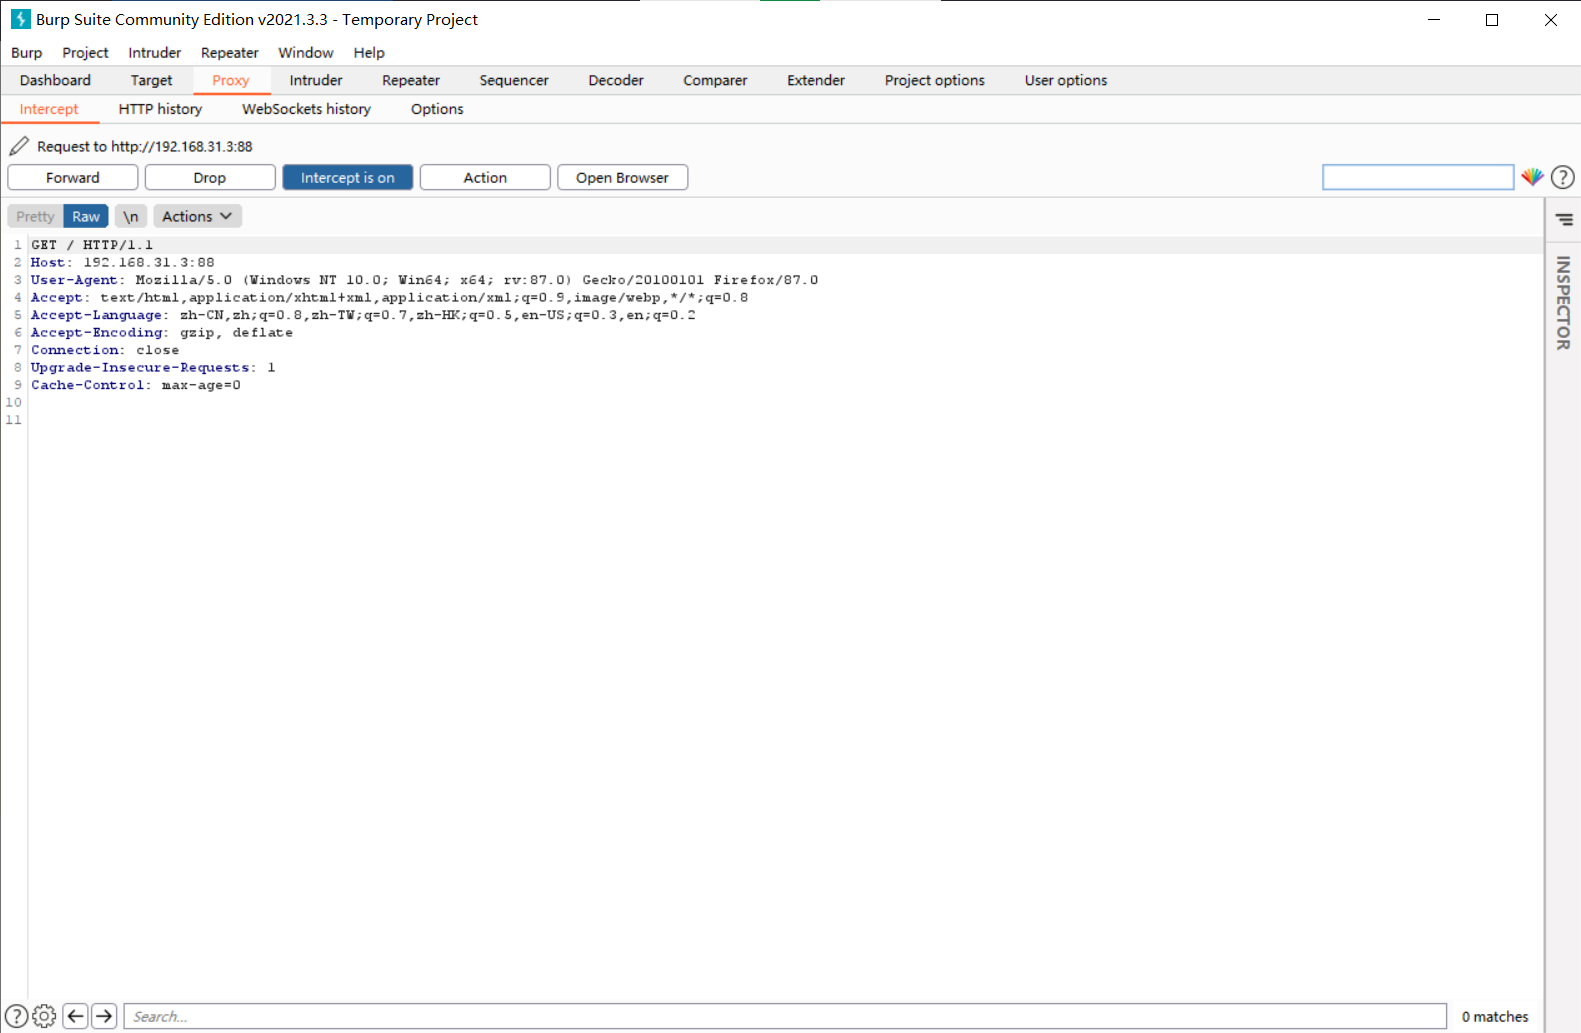 Burp Suite Community Edition v2021.3.3 - Temporary Project
Burp Project Intruder Repeater Window Help
Dashboard Target Proxy Intruder Repeater Sequencer Decoder Comparer Extender Project options User options
Intercept HTTP history WebSockets history Options
Request to http://192.168.31.3:88
Forward Drop Intercept is on Action Open Browser
Pretty Raw \n Actions
1 GET / HTTP/1.1
2 Host: 192.168.31.3:88
3 User-Agent: Mozilla/5.0 (Windows NT 10.0; Win64; x64; rv:87.0) Gecko/20100101 Firefox/87.0
4 Accept: text/html,application/xhtml+xml,application/xml;q=0.9,image/webp,*/*;q=0.8
5 Accept-Language: zh-CN,zh;q=0.8,zh-TW;q=0.7,zh-HK;q=0.5,en-US;q=0.3,en;q=0.2
6 Accept-Encoding: gzip, deflate
7 Connection: close
8 Upgrade-Insecure-Requests: 1
9 Cache-Control: max-age=0
10
11
INSPECTOR
Search...
0 matches